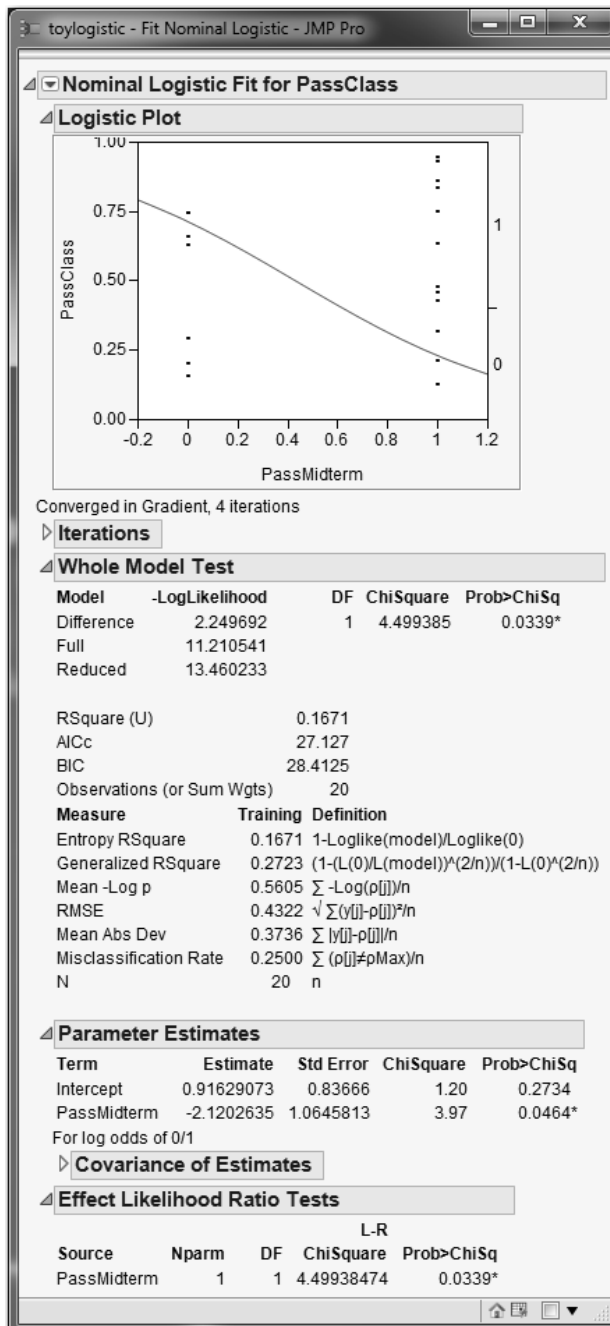 toylogistic - Fit Nominal Logistic - JMP Pro
Nominal Logistic Fit for PassClass
Logistic Plot
1.00
0.75
0.50
0.25
0.00
PassClass
1
0
-0.2 0 0.2 0.4 0.6 0.8 1 1.2
PassMidterm
Converged in Gradient, 4 iterations
Iterations
Whole Model Test
Model -LogLikelihood DF ChiSquare Prob>ChiSq
Difference 2.249692 1 4.499385 0.0339*
Full 11.210541
Reduced 13.460233
RSquare (U) 0.1671
AICc 27.127
BIC 28.4125
Observations (or Sum Wgts) 20
Measure Training Definition
Entropy RSquare 0.1671 1-Loglike(model)/Loglike(0)
Generalized RSquare 0.2723 (1-(L(0)/L(model))^(2/n))/(1-L(0)^(2/n))
Mean -Log p 0.5605 ∑ -Log(ρ[j])/n
RMSE 0.4322 √ ∑(y[j]-ρ[j])²/n
Mean Abs Dev 0.3736 ∑ |y[j]-ρ[j]|/n
Misclassification Rate 0.2500 ∑ (ρ[j]≠ρMax)/n
N 20 n
Parameter Estimates
Term Estimate Std Error ChiSquare Prob>ChiSq
Intercept 0.91629073 0.83666 1.20 0.2734
PassMidterm -2.1202635 1.0645813 3.97 0.0464*
For log odds of 0/1
Covariance of Estimates
Effect Likelihood Ratio Tests
L-R
Source Nparm DF ChiSquare Prob>ChiSq
PassMidterm 1 1 4.49938474 0.0339*